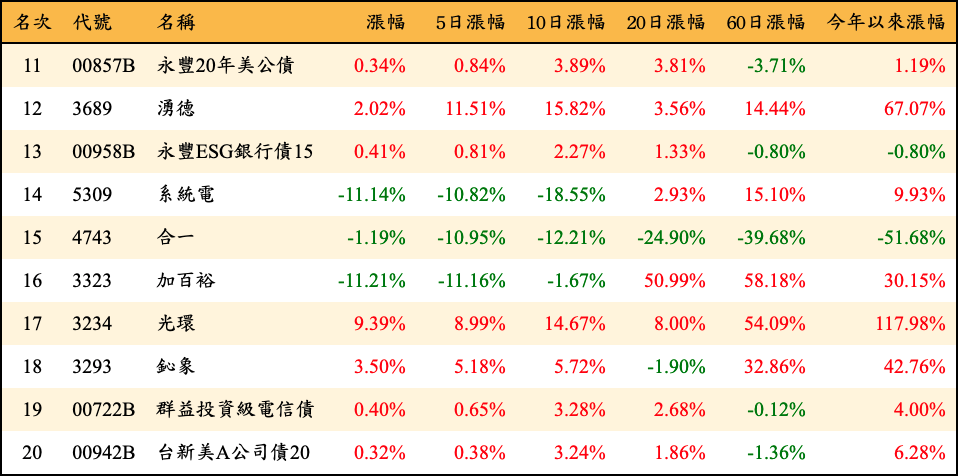 名次 代號 名稱 漲幅 5日漲幅 10日漲幅 20日漲幅 60日漲幅 今年以來漲幅
11 00857B 永豐20年美公債 0.34% 0.84% 3.89% 3.81% -3.71% 1.19%
12 3689 湧德 2.02% 11.51% 15.82% 3.56% 14.44% 67.07%
13 00958B 永豐ESG銀行債15 0.41% 0.81% 2.27% 1.33% -0.80% -0.80%
14 5309 系統電 -11.14% -10.82% -18.55% 2.93% 15.10% 9.93%
15 4743 合一 -1.19% -10.95% -12.21% -24.90% -39.68% -51.68%
16 3323 加百裕 -11.21% -11.16% -1.67% 50.99% 58.18% 30.15%
17 3234 光環 9.39% 8.99% 14.67% 8.00% 54.09% 117.98%
18 3293 鈊象 3.50% 5.18% 5.72% -1.90% 32.86% 42.76%
19 00722B 群益投資級電信債 0.40% 0.65% 3.28% 2.68% -0.12% 4.00%
20 00942B 台新美A公司債20 0.32% 0.38% 3.24% 1.86% -1.36% 6.28%